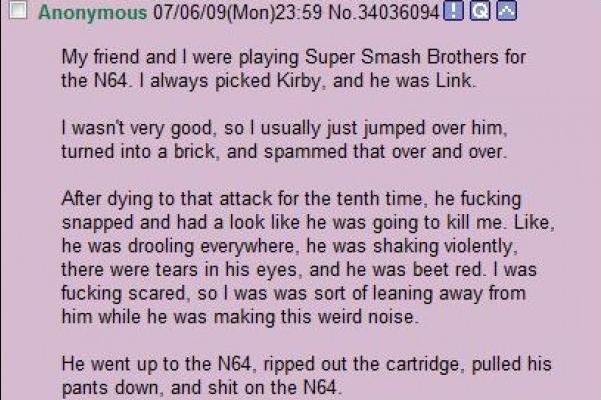 Anonymous 07/06/09(Mon)23:59 No.34036094 ! Q ^
My friend and I were playing Super Smash Brothers for
the N64. I always picked Kirby, and he was Link.
I wasn't very good, so I usually just jumped over him,
turned into a brick, and spammed that over and over.
After dying to that attack for the tenth time, he fucking
snapped and had a look like he was going to kill me. Like,
he was drooling everywhere, he was shaking violently,
there were tears in his eyes, and he was beet red. I was
fucking scared, so I was was sort of leaning away from
him while he was making this weird noise.
He went up to the N64, ripped out the cartridge, pulled his
pants down, and shit on the N64.